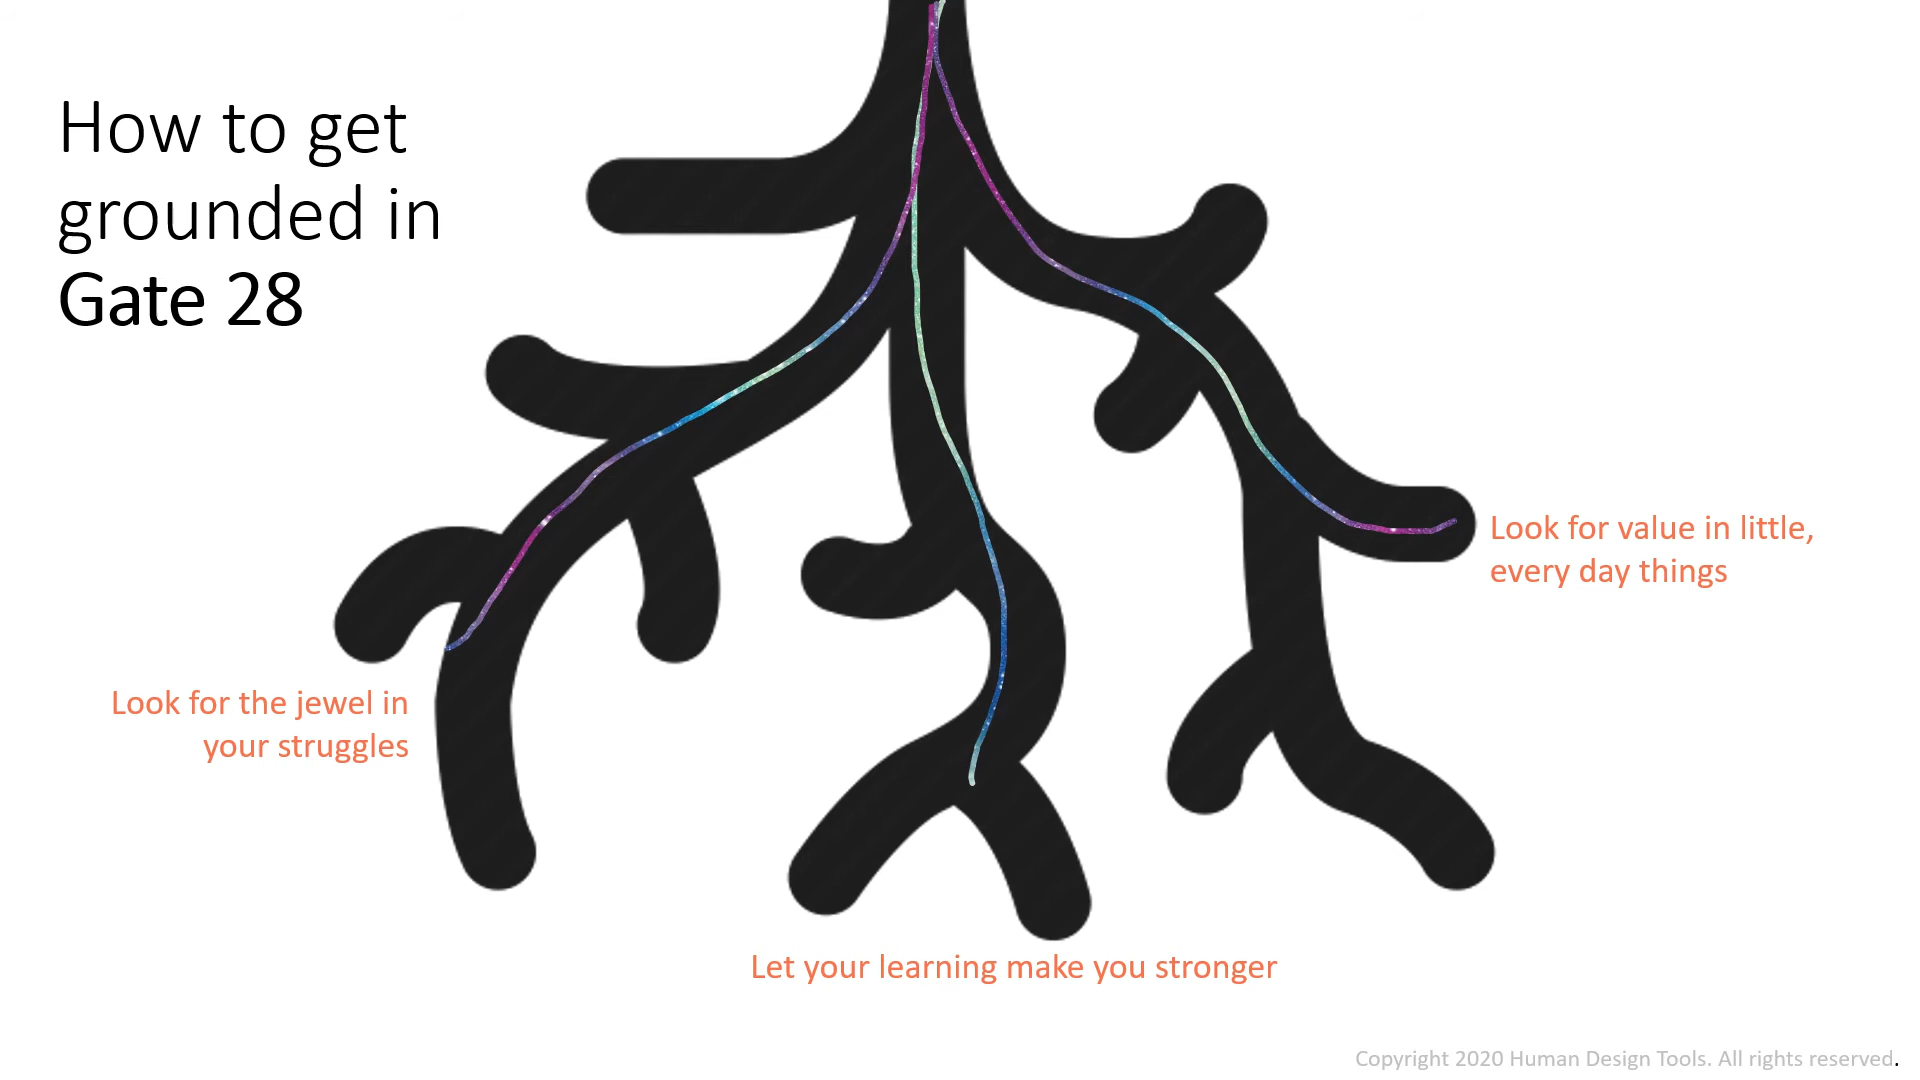 How to get
grounded in
Gate 28
Look for value in little,
every day things
Look for the jewel in
your struggles
Let your learning make you stronger
Copyright 2020 Human Design Tools. All rights reserved.